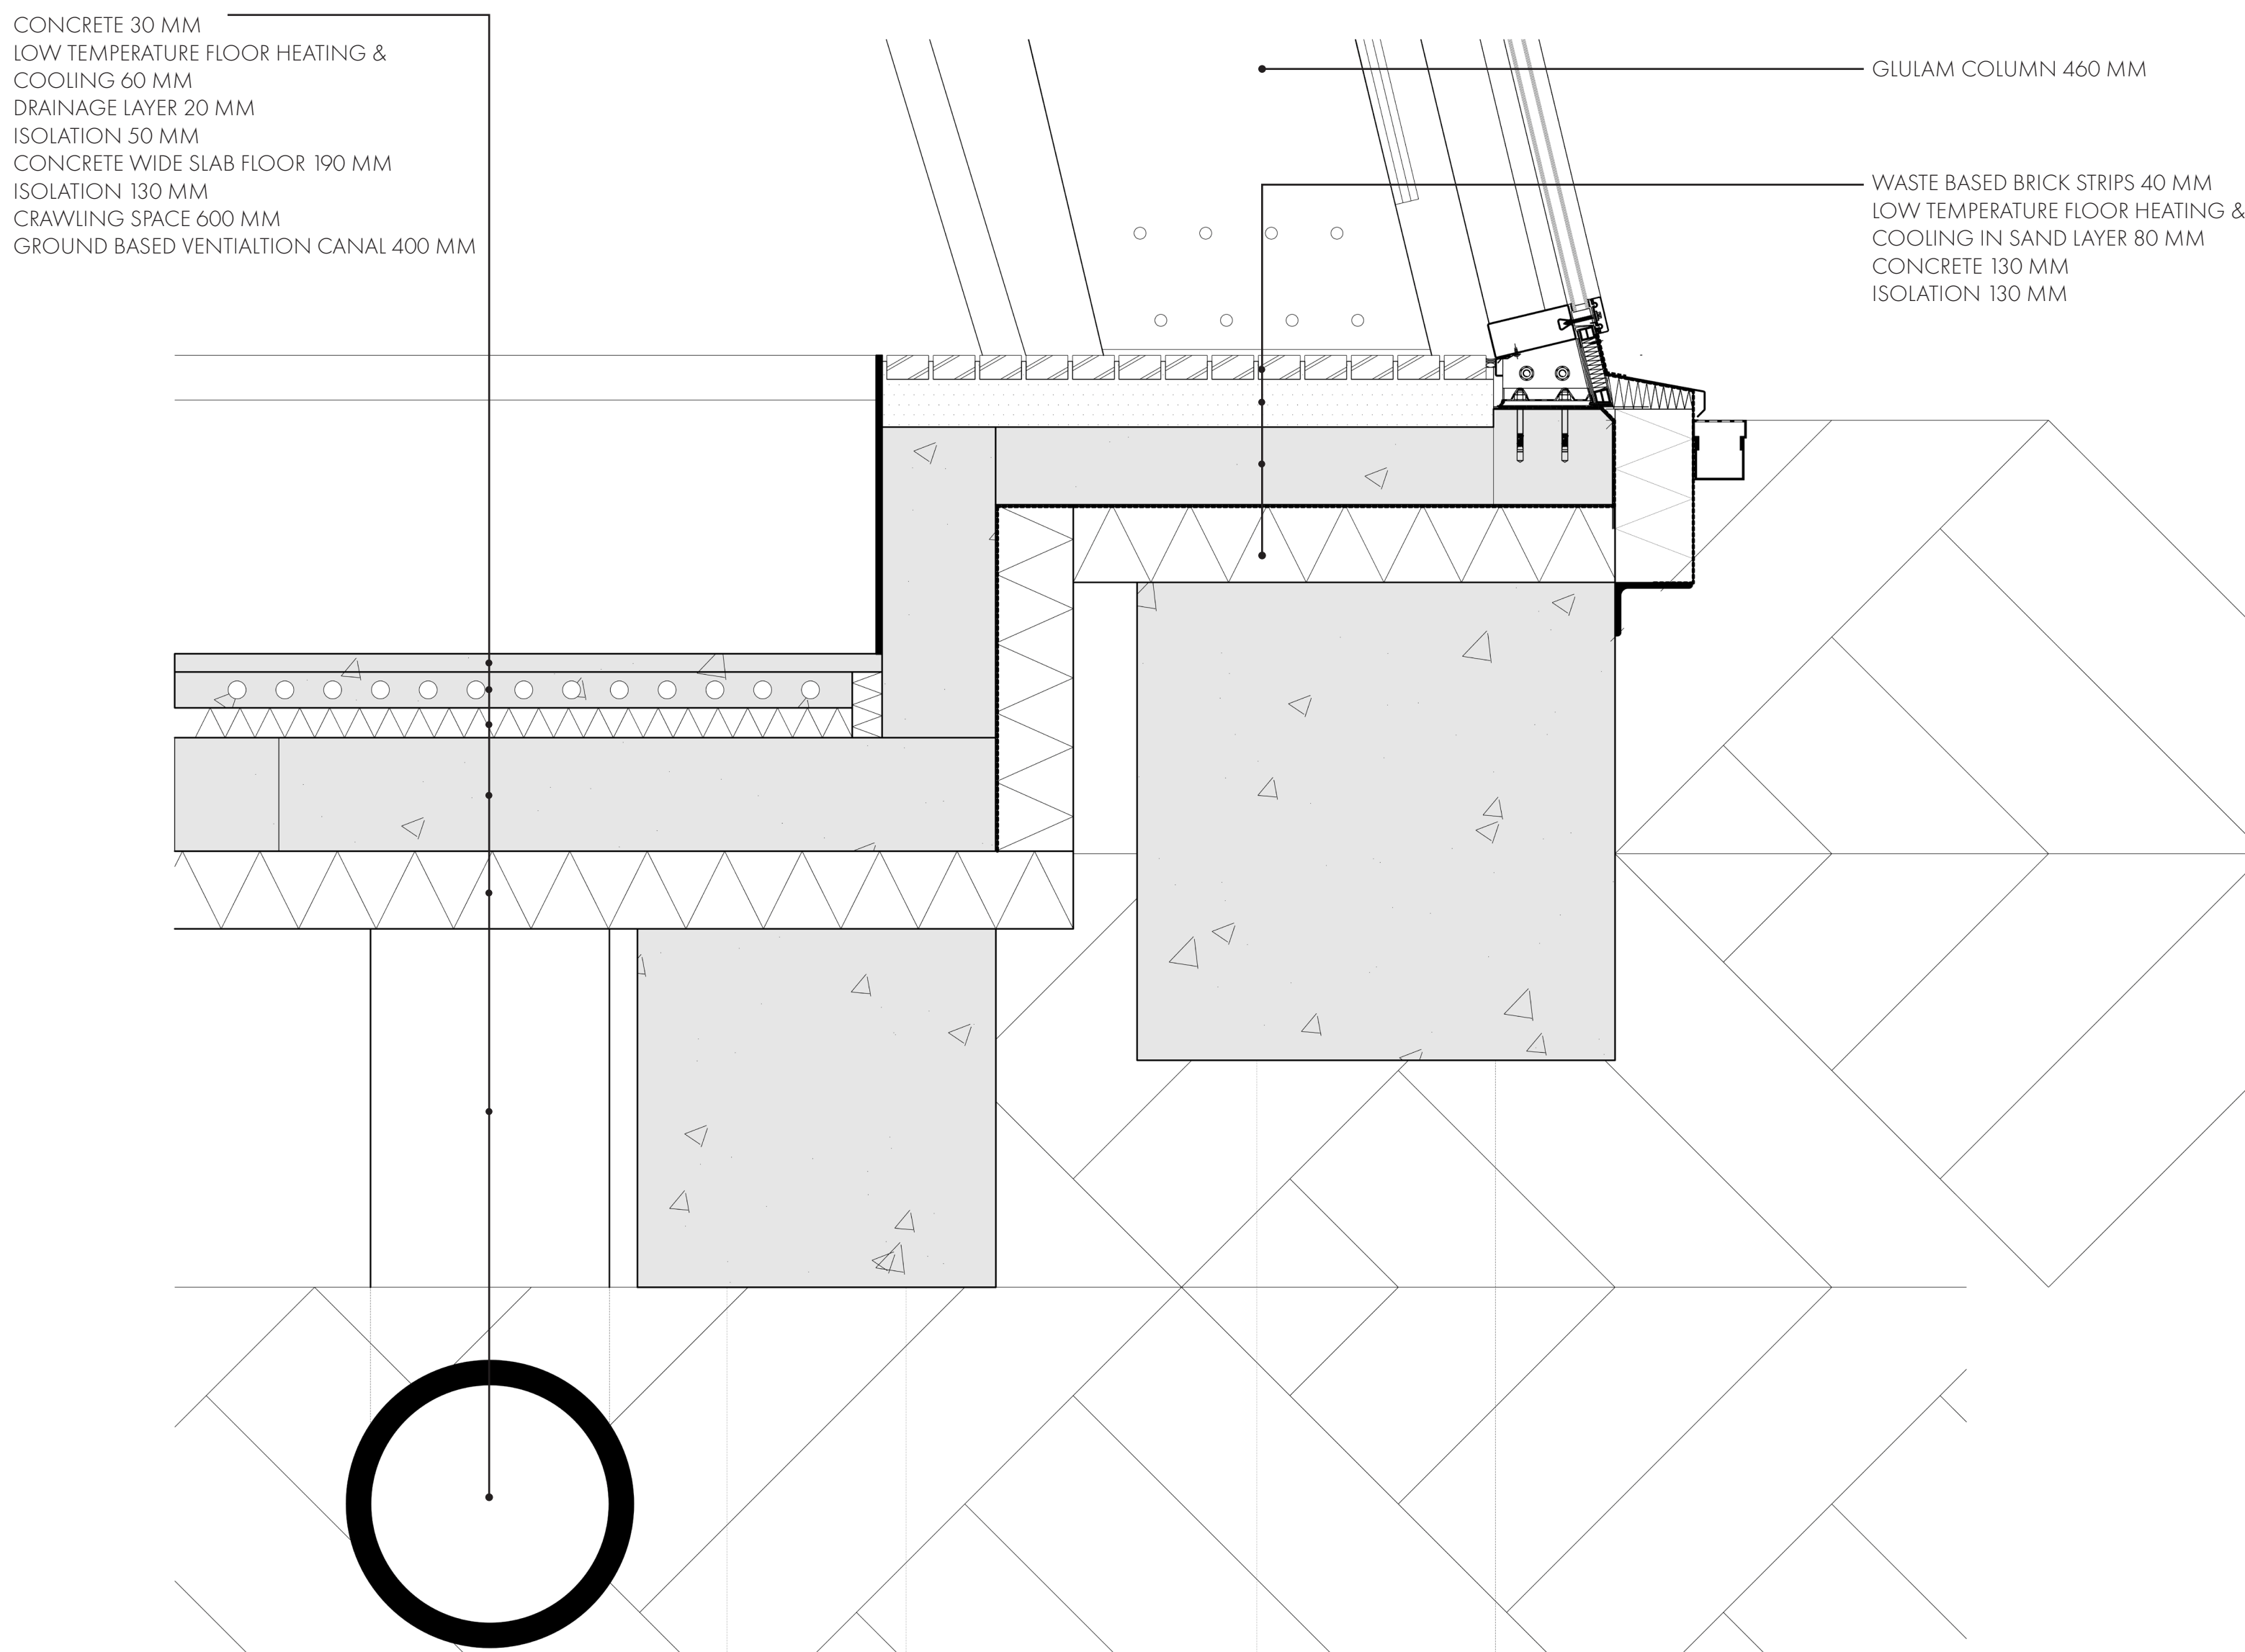 CONCRETE 30 MM
LOW TEMPERATURE FLOOR HEATING &
COOLING 60 MM
DRAINAGE LAYER 20 MM
ISOLATION 50 MM
CONCRETE WIDE SLAB FLOOR 190 MM
ISOLATION 130 MM
CRAWLING SPACE 600 MM
GROUND BASED VENTIALTION CANAL 400 MM
GLULAM COLUMN 460 MM
WASTE BASED BRICK STRIPS 40 MM
LOW TEMPERATURE FLOOR HEATING &
COOLING IN SAND LAYER 80 MM
CONCRETE 130 MM
ISOLATION 130 MM